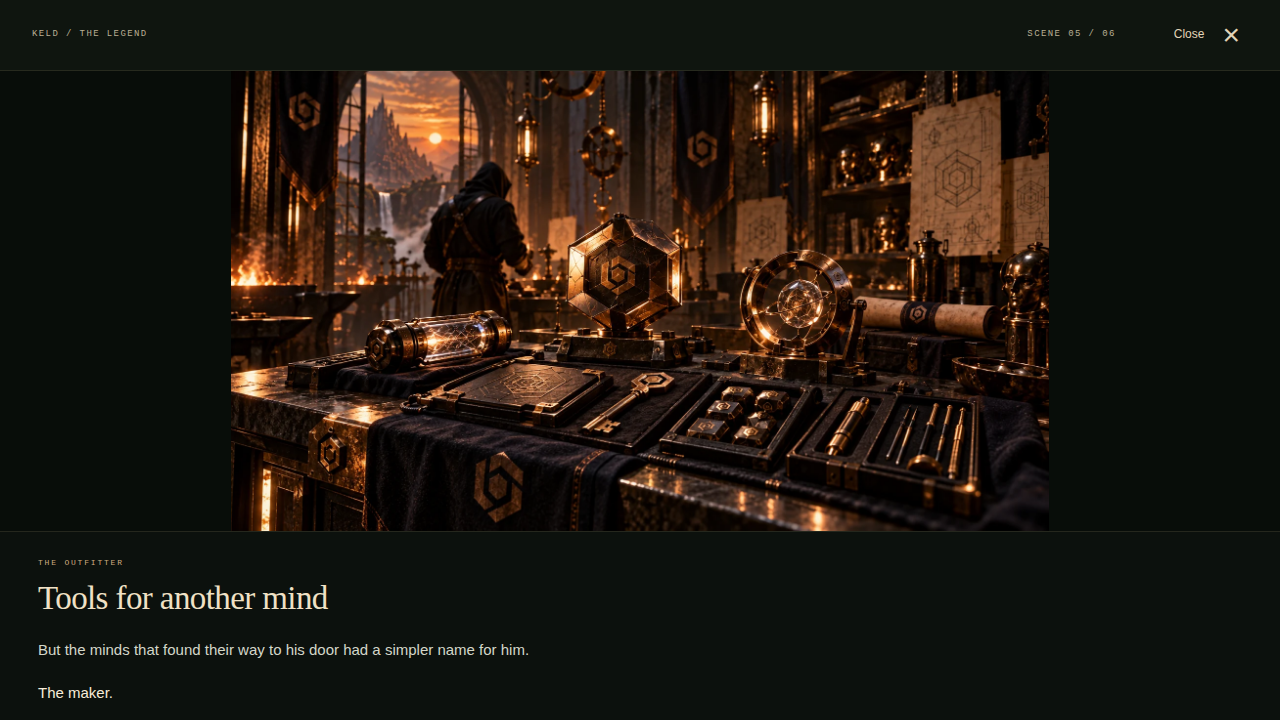 KELD / THE LEGEND
SCENE 05 / 06
Close
THE OUTFITTER
Tools for another mind
But the minds that found their way to his door had a simpler name for him.
The maker.